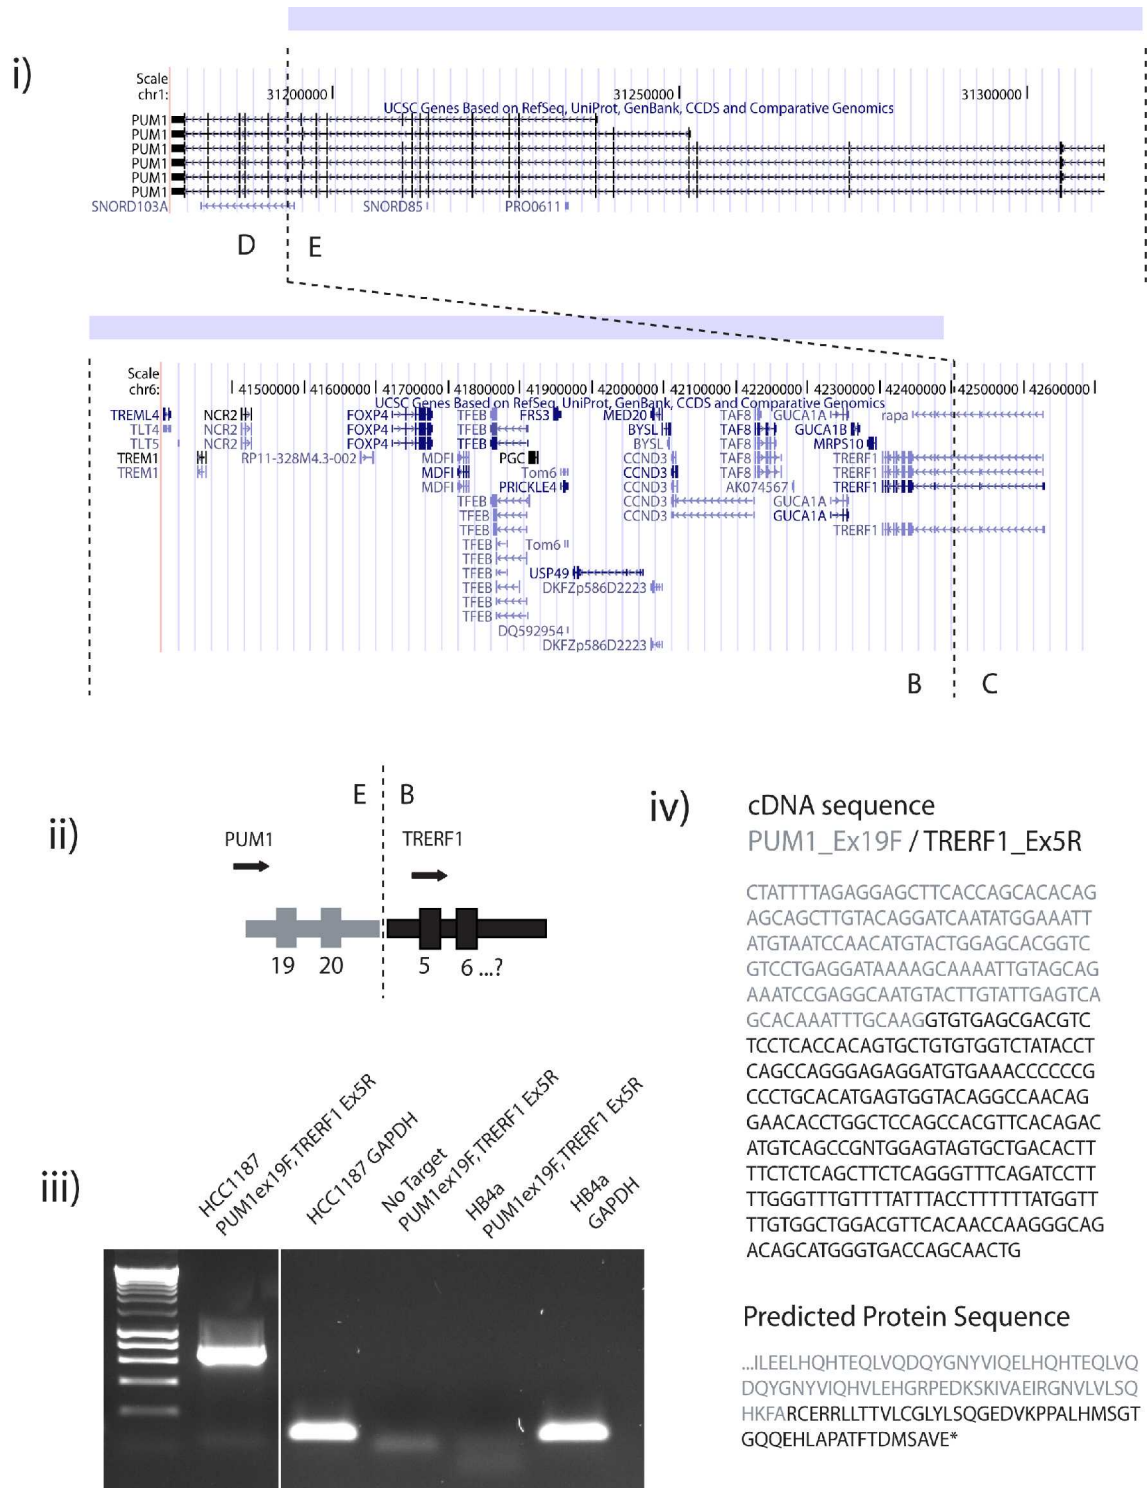 i)
Scale
chr1:
31200000
31250000
31300000
UCSC Genes Based on RefSeq, UniProt, GenBank, CCDS and Comparative Genomics
PUM1
PUM1
PUM1
PUM1
PUM1
PUM1
SNORD103A
SNORD85
PRO0611
D
E
Scale
chr6:
41500000
41600000
41700000
41800000
41900000
42000000
42100000
42200000
42300000
42400000
42500000
42600000
UCSC Genes Based on RefSeq, UniProt, GenBank, CCDS and Comparative Genomics
TREML4 NCR2 FOXP4 TFEB FRS3 MED20 TAF8 GUCA1A rapa
TLT4 NCR2 FOXP4 TFEB BYSL TAF8 GUCA1B
TLT5 NCR2 FOXP4 TFEB BYSL TAF8 MRPS10
TREM1 RP11-328M4.3-002 MDFI PGC CCND3 TAF8 TRERF1
TREM1 MDFI Tom6 CCND3 TAF8 TRERF1
MDFI PRICKLE4 CCND3 AK074567 TRERF1
TFEB CCND3 GUCA1A
TFEB CCND3 GUCA1A
TFEB TRERF1
TFEB Tom6
TFEB
TFEB USP49
TFEB DKFZp586D2223
TFEB
TFEB
DQ592954
DKFZp586D2223
B
C
ii)
E
B
PUM1
TRERF1
19
20
5
6 ...?
iii)
HCC1187
PUM1ex19F, TRERF1 Ex5R
HCC1187 GAPDH
No Target
PUM1ex19F, TRERF1 Ex5R
HB4a
PUM1ex19F, TRERF1 Ex5R
HB4a
GAPDH
iv)
cDNA sequence
PUM1_Ex19F / TRERF1_Ex5R
CTATTTTAGAGGAGCTTCACCAGCACACAG
AGCAGCTTGTACAGGATCAATATGGAAATT
ATGTAATCCAACATGTACTGGAGCACGGTC
GTCCTGAGGATAAAAGCAAAATTGTAGCAG
AAATCCGAGGCAATGTACTTGTATTGAGTCA
GCACAAATTTGCAAGGTGTGAGCGACGTC
TCCTCACCACAGTGCTGTGTGGTCTATACCT
CAGCCAGGGAGAGGATGTGAAACCCCCCG
CCCTGCACATGAGTGGTACAGGCCAACAG
GAACACCTGGCTCCAGCCACGTTCACAGAC
ATGTCAGCCGNTGGAGTAGTGCTGACACTT
TTCTCTCAGCTTCTCAGGGTTTCAGATCCTT
TTGGGTTTGTTTTATTTACCTTTTTTATGGTT
TTGTGGCTGGACGTTCACAACCAAGGGCAG
ACAGCATGGGTGACCAGCAACTG
Predicted Protein Sequence
...ILEELHQHTEQLVQDQYGNYVIQELHQHTEQLVQ
DQYGNYVIQHVLEHGRPEDKSKIVAEIRGNVLVLSQ
HKFARCERRLLTTVLCGLYLSQGEDVKPPALHMSGT
GQQEHLAPATFTDMSAVE*